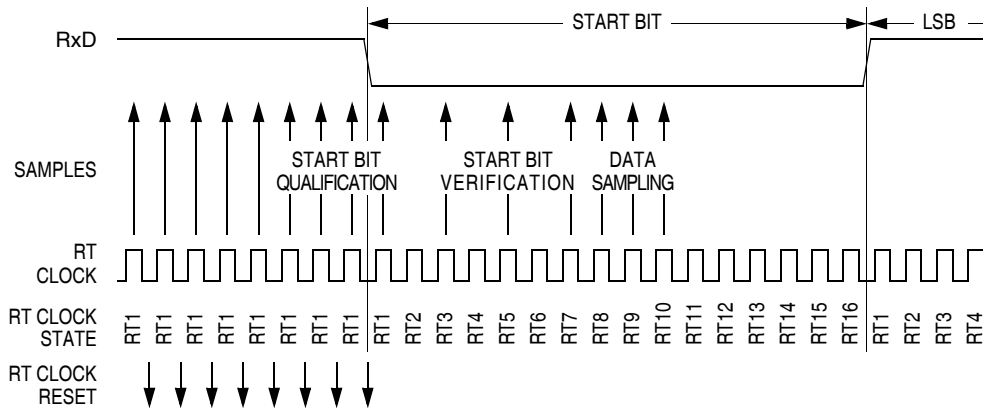 START BIT
LSB
RxD
SAMPLES
START BIT
QUALIFICATION
START BIT
VERIFICATION
DATA
SAMPLING
RT
CLOCK
RT CLOCK
STATE
RT1 RT1 RT1 RT1 RT1 RT1 RT1 RT1 RT1 RT2 RT3 RT4 RT5 RT6 RT7 RT8 RT9 RT10 RT11 RT12 RT13 RT14 RT15 RT16 RT1 RT2 RT3 RT4
RT CLOCK
RESET